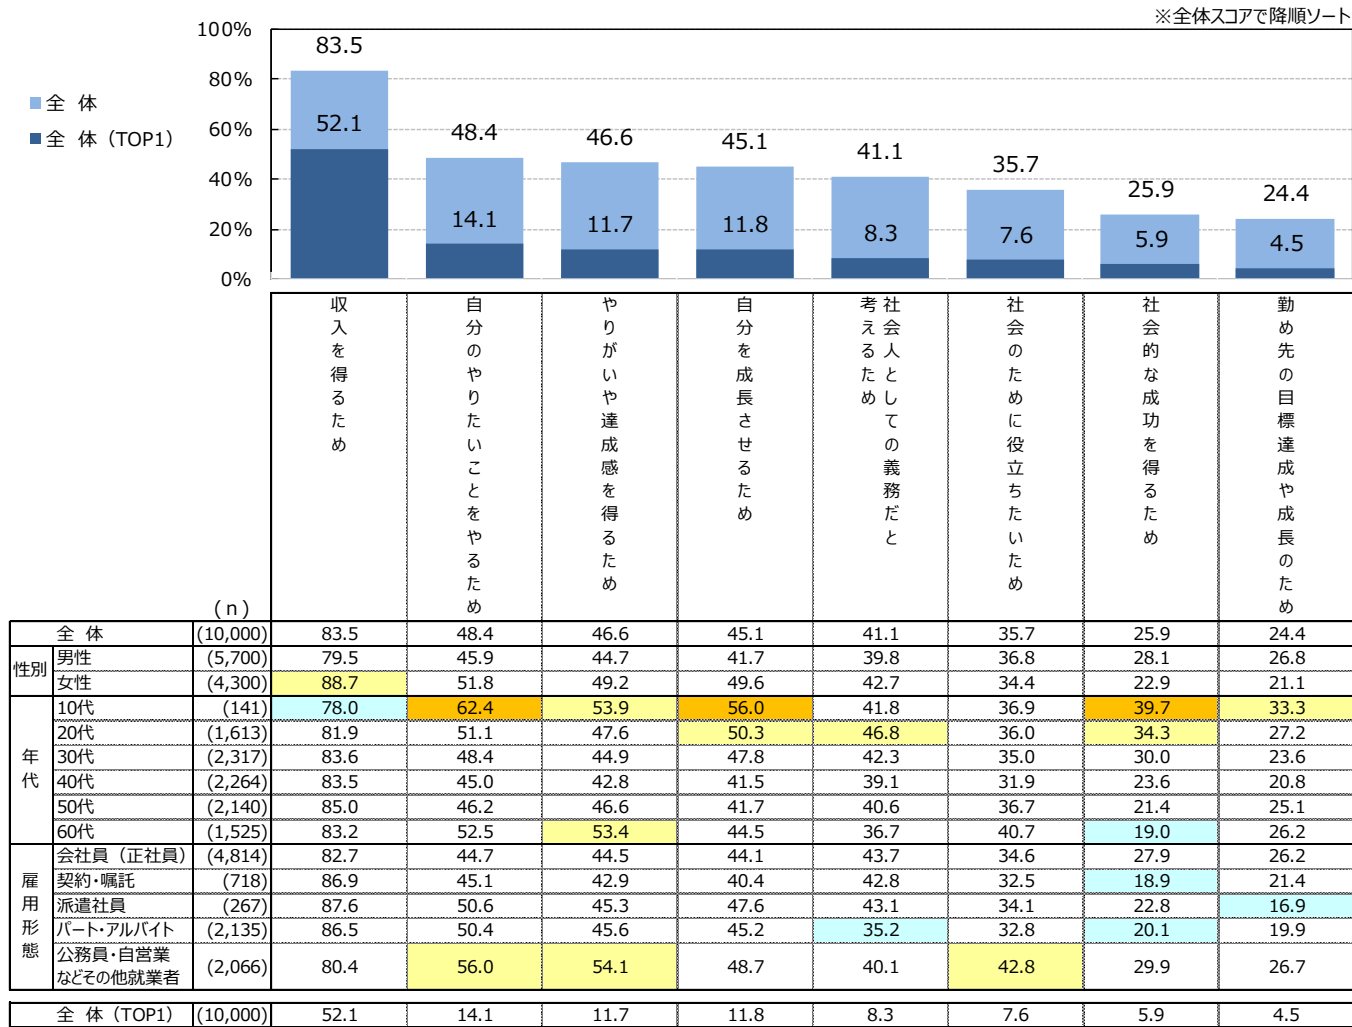 ※全体スコアで降順ソート
100%
80%
60%
40%
20%
0%
全 体
全 体（TOP1）
83.5 48.4 46.6 45.1 41.1 35.7 25.9 24.4
52.1 14.1 11.7 11.8 8.3 7.6 5.9 4.5
収入を得るため
自分のやりたいことをやるため
やりがいや達成感を得るため
自分を成長させるため
社会人としての義務だと
考えるため
社会のために役立ちたいため
社会的な成功を得るため
勤め先の目標達成や成長のため
(n)
全 体 (10,000) 83.5 48.4 46.6 45.1 41.1 35.7 25.9 24.4
性別
男性 (5,700) 79.5 45.9 44.7 41.7 39.8 36.8 28.1 26.8
女性 (4,300) 88.7 51.8 49.2 49.6 42.7 34.4 22.9 21.1
年代
10代 (141) 78.0 62.4 53.9 56.0 41.8 36.9 39.7 33.3
20代 (1,613) 81.9 51.1 47.6 50.3 46.8 36.0 34.3 27.2
30代 (2,317) 83.6 48.4 44.9 47.8 42.3 35.0 30.0 23.6
40代 (2,264) 83.5 45.0 42.8 41.5 39.1 31.9 23.6 20.8
50代 (2,140) 85.0 46.2 46.6 41.7 40.6 36.7 21.4 25.1
60代 (1,525) 83.2 52.5 53.4 44.5 36.7 40.7 19.0 26.2
雇用形態
会社員（正社員） (4,814) 82.7 44.7 44.5 44.1 43.7 34.6 27.9 26.2
契約・嘱託 (718) 86.9 45.1 42.9 40.4 42.8 32.5 18.9 21.4
派遣社員 (267) 87.6 50.6 45.3 47.6 43.1 34.1 22.8 16.9
パート・アルバイト (2,135) 86.5 50.4 45.6 45.2 35.2 32.8 20.1 19.9
公務員・自営業
などその他就業者 (2,066) 80.4 56.0 54.1 48.7 40.1 42.8 29.9 26.7
全 体（TOP1） (10,000) 52.1 14.1 11.7 11.8 8.3 7.6 5.9 4.5